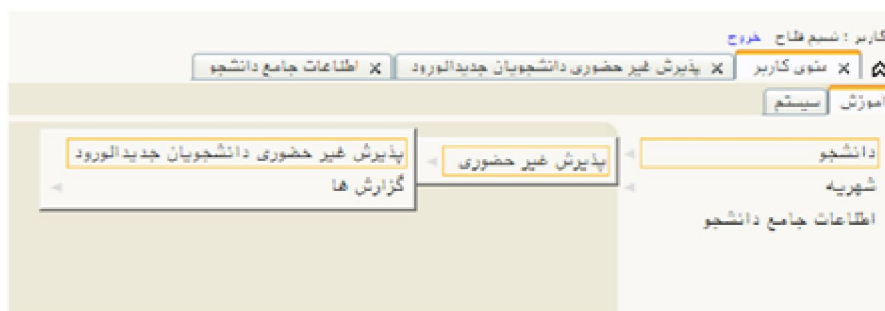 کاربر : نسیم فلاح خروج
منوی کاربر x پذیرش غیر حضوری دانشجویان جدیدالورود x اطلاعات جامع دانشجو x
آموزش سیستم
دانشجو پذیرش غیر حضوری پذیرش غیر حضوری دانشجویان جدیدالورود
شهریه گزارش ها
اطلاعات جامع دانشجو